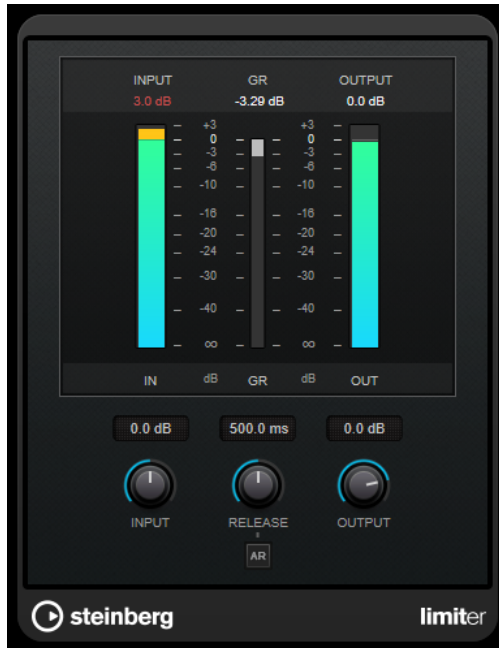 INPUT GR OUTPUT
3.0 dB -3.29 dB 0.0 dB
+3 +3
0 0
-3 -3
-6 -6
-10 -10
-16 -16
-20 -20
-24 -24
-30 -30
-40 -40
∞ ∞
IN dB GR dB OUT
0.0 dB 500.0 ms 0.0 dB
INPUT RELEASE OUTPUT
AR
steinberg limiter